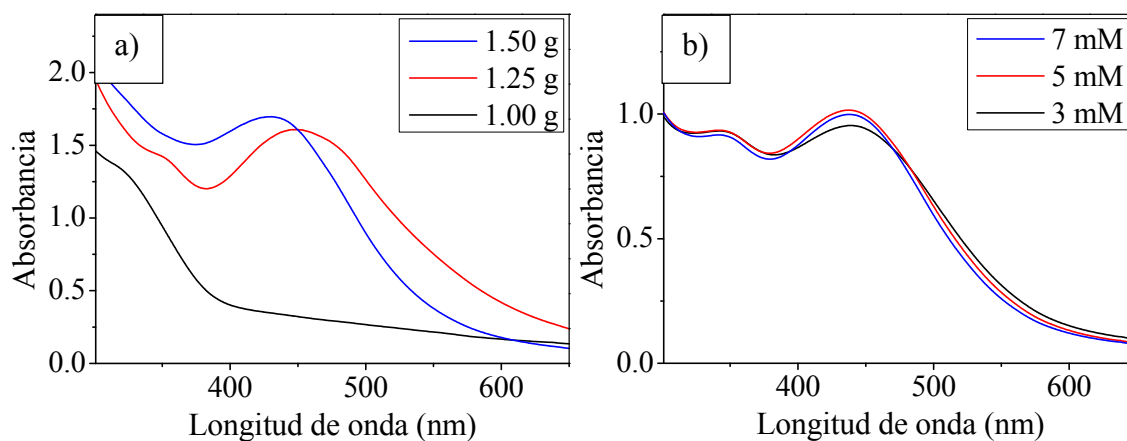 a)
1.50 g
1.25 g
1.00 g
2.0
1.5
1.0
0.5
0.0
400
500
600
Absorbancia
Longitud de onda (nm)
b)
7 mM
5 mM
3 mM
1.0
0.5
0.0
400
500
600
Absorbancia
Longitud de onda (nm)